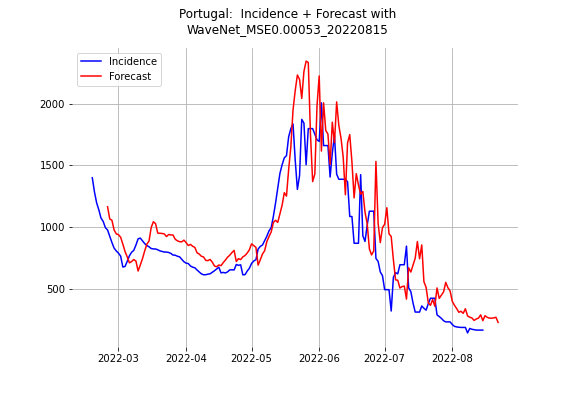 Portugal:  Incidence + Forecast with
WaveNet_MSE0.00053_20220815
Incidence
Forecast
2000
1500
1000
500
2022-03 2022-04 2022-05 2022-06 2022-07 2022-08